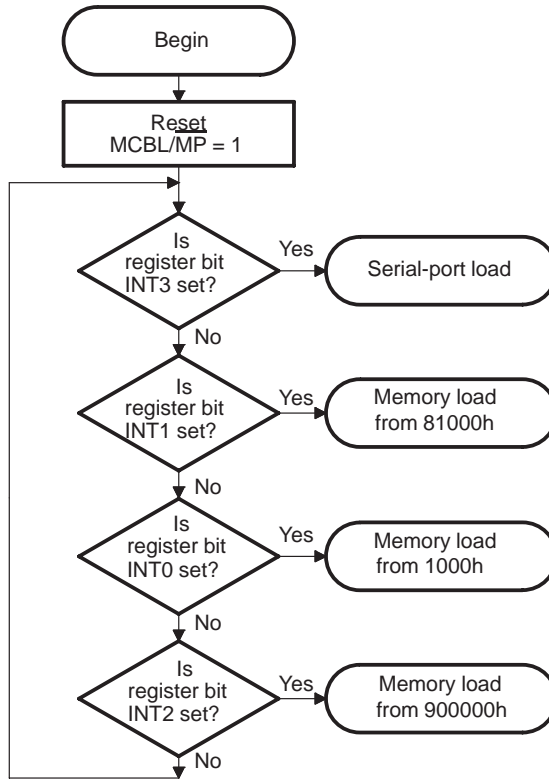 Begin
Reset
MCBL/MP = 1
Is
register bit
INT3 set?
Yes
Serial-port load
No
Is
register bit
INT1 set?
Yes
Memory load
from 81000h
No
Is
register bit
INT0 set?
Yes
Memory load
from 1000h
No
Is
register bit
INT2 set?
Yes
Memory load
from 900000h
No